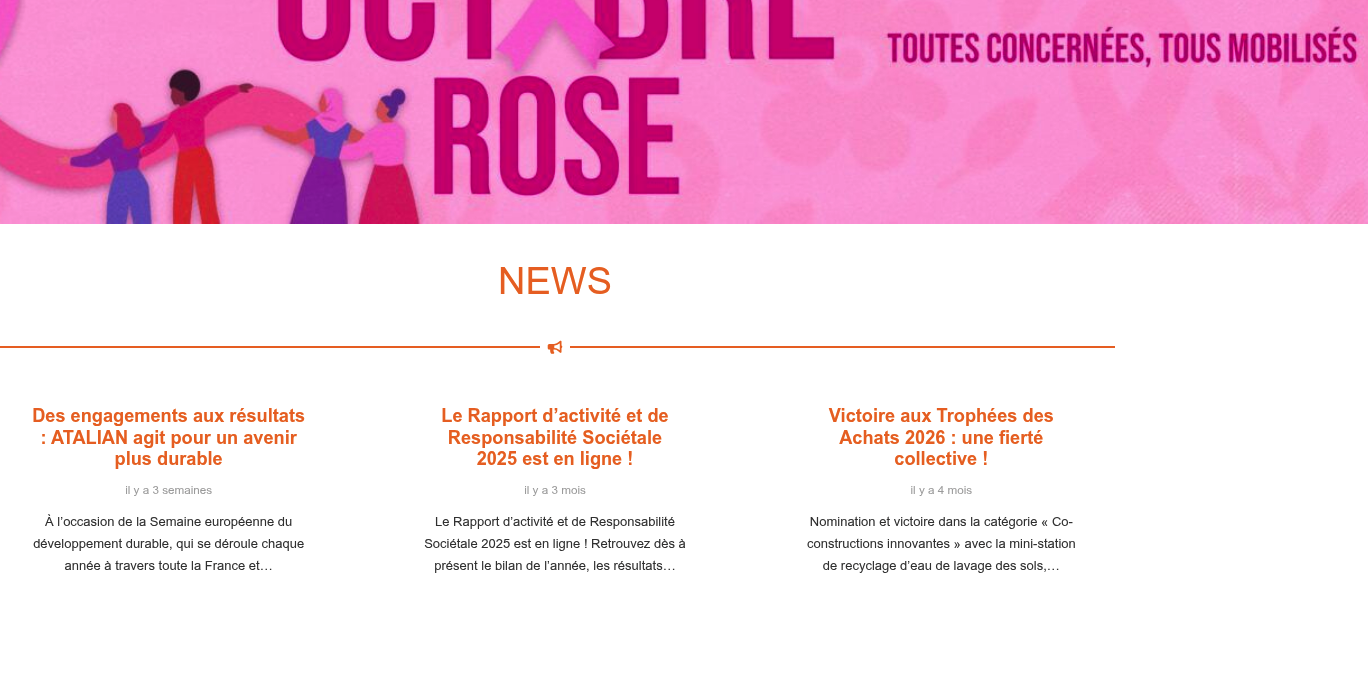 OCTOBRE
TOUTES CONCERNÉES, TOUS MOBILISÉS
ROSE
NEWS
Des engagements aux résultats
: ATALIAN agit pour un avenir
plus durable
il y a 3 semaines
À l’occasion de la Semaine européenne du
développement durable, qui se déroule chaque
année à travers toute la France et…
Le Rapport d’activité et de
Responsabilité Sociétale
2025 est en ligne !
il y a 3 mois
Le Rapport d’activité et de Responsabilité
Sociétale 2025 est en ligne ! Retrouvez dès à
présent le bilan de l’année, les résultats…
Victoire aux Trophées des
Achats 2026 : une fierté
collective !
il y a 4 mois
Nomination et victoire dans la catégorie « Co-
constructions innovantes » avec la mini-station
de recyclage d’eau de lavage des sols,…